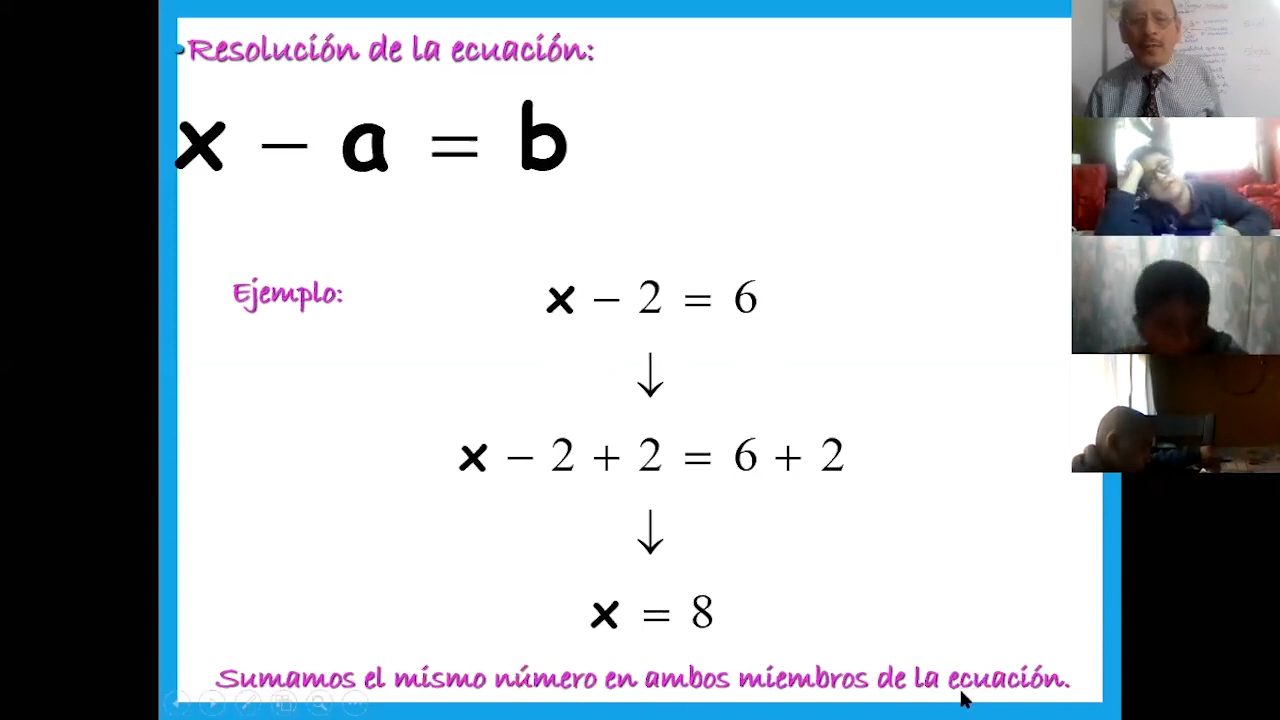 Resolución de la ecuación:
x − a = b
Ejemplo:
x − 2 = 6
↓
x − 2 + 2 = 6 + 2
↓
x = 8
Sumamos el mismo número en ambos miembros de la ecuación.